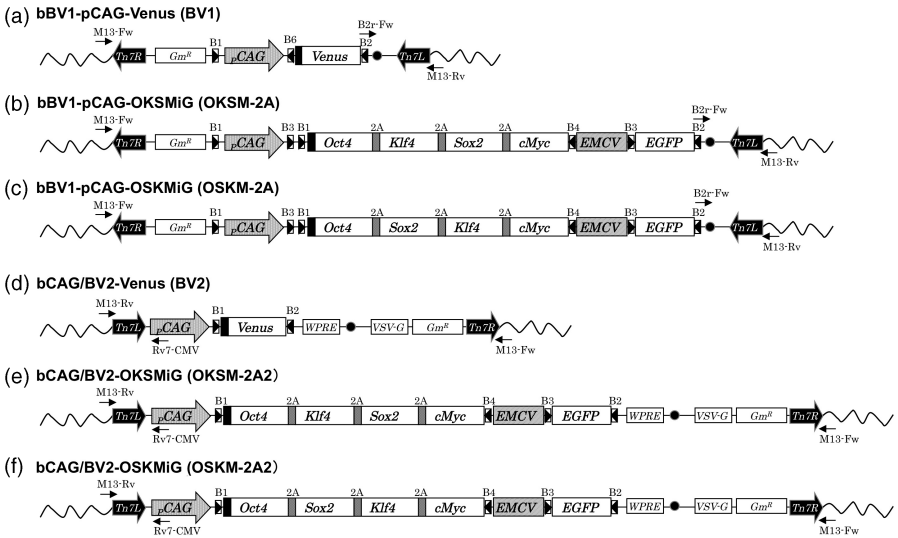 (a) bBV1-pCAG-Venus (BV1)
M13-Fw B2r-Fw
B1 B6 B2
Tn7R GmR pCAG Venus Tn7L
M13-Rv
(b) bBV1-pCAG-OKSMiG (OKSM-2A)
M13-Fw B2r-Fw
B1 B3 B1 2A 2A 2A B4 B3 B2
Tn7R GmR pCAG Oct4 Klf4 Sox2 cMyc EMCV EGFP Tn7L
M13-Rv
(c) bBV1-pCAG-OSKMiG (OSKM-2A)
M13-Fw B2r-Fw
B1 B3 B1 2A 2A 2A B4 B3 B2
Tn7R GmR pCAG Oct4 Sox2 Klf4 cMyc EMCV EGFP Tn7L
M13-Rv
(d) bCAG/BV2-Venus (BV2)
M13-Rv
B1 B2
Tn7L pCAG Venus WPRE VSV-G GmR Tn7R
Rv7-CMV M13-Fw
(e) bCAG/BV2-OKSMiG (OKSM-2A2)
M13-Rv
B1 2A 2A 2A B4 B3 B2
Tn7L pCAG Oct4 Klf4 Sox2 cMyc EMCV EGFP WPRE VSV-G GmR Tn7R
Rv7-CMV M13-Fw
(f) bCAG/BV2-OSKMiG (OSKM-2A2)
M13-Rv
B1 2A 2A 2A B4 B3 B2
Tn7L pCAG Oct4 Sox2 Klf4 cMyc EMCV EGFP WPRE VSV-G GmR Tn7R
Rv7-CMV M13-Fw